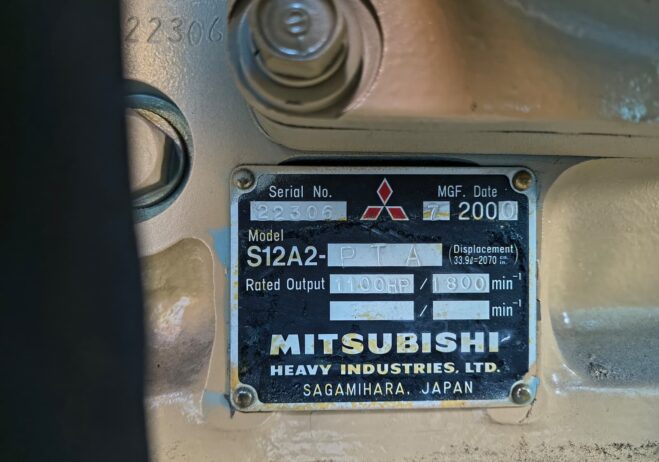 22306
Serial No. MGF. Date
22306 7 2000
Model
S12A2-PTA (Displacement
33.9ℓ-2070 )
Rated Output 1100HP / 1800 min⁻¹
/ min⁻¹
MITSUBISHI
HEAVY INDUSTRIES, LTD.
SAGAMIHARA, JAPAN